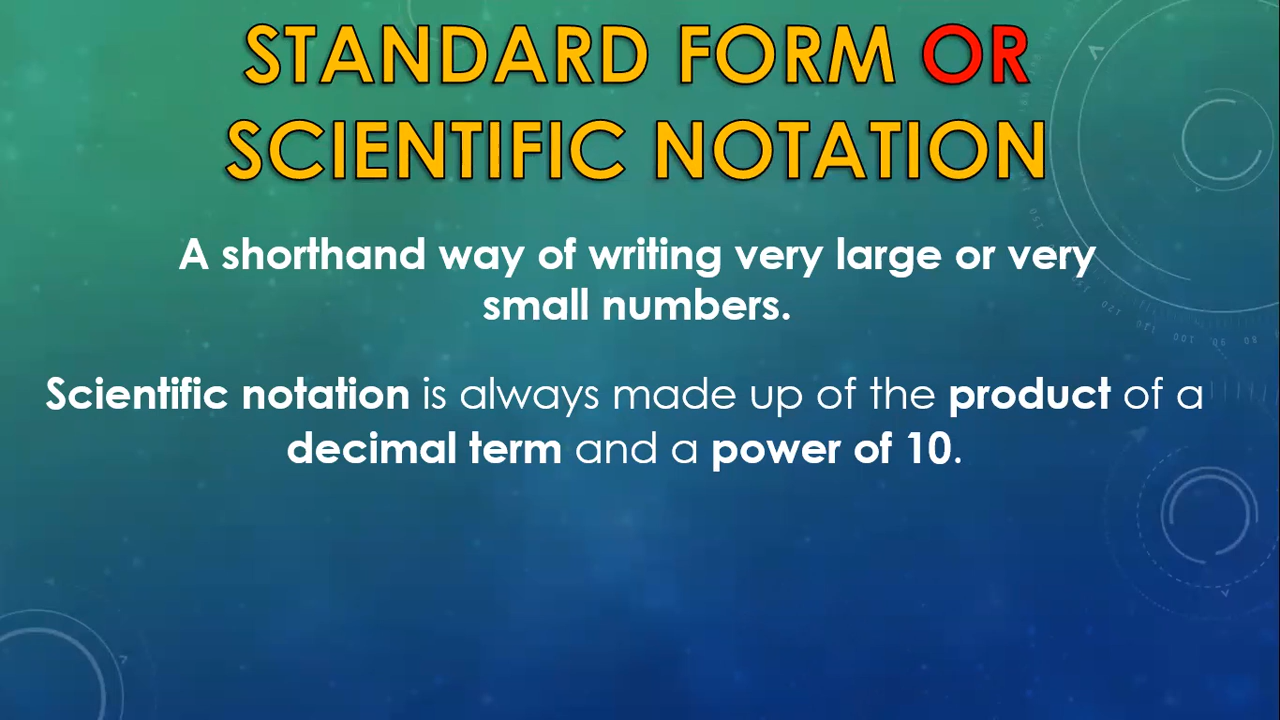 STANDARD FORM OR
SCIENTIFIC NOTATION
A shorthand way of writing very large or very
small numbers.
Scientific notation is always made up of the product of a
decimal term and a power of 10.